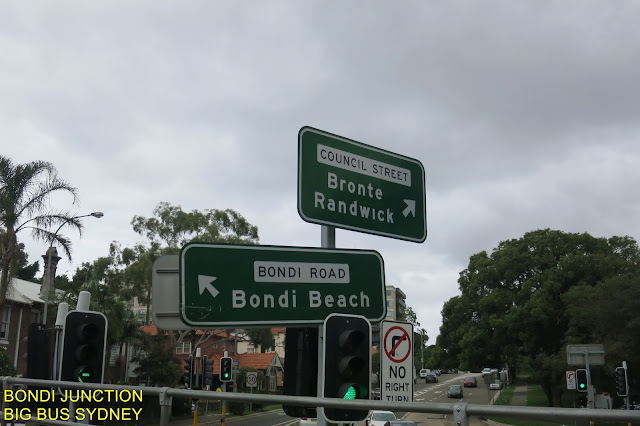 COUNCIL STREET
Bronte
Randwick
BONDI ROAD
Bondi Beach
NO
RIGHT
TURN
BONDI JUNCTION
BIG BUS SYDNEY